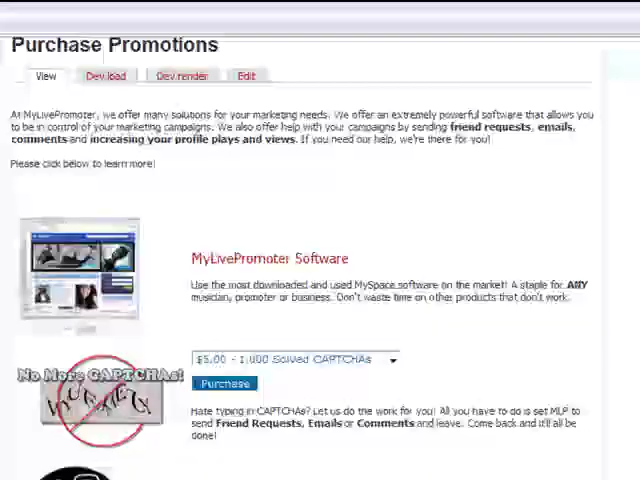 Purchase Promotions
View Dev load Dev render Edit
At MyLivePromoter, we offer many solutions for your marketing needs. We offer an extremely powerful software that allows you
to be in control of your marketing campaigns. We also offer help with your campaigns by sending friend requests, emails,
comments and increasing your profile plays and views. If you need our help, we're there for you!
Please click below to learn more!
MyLivePromoter Software
Use the most downloaded and used MySpace software on the market! A staple for ANY
musician, promoter or business. Don't waste time on other products that don't work.
$5.00 - 1,000 Solved CAPTCHAs
No More CAPTCHAs!
Purchase
Hate typing in CAPTCHAs? Let us do the work for you! All you have to do is set MLP to
send Friend Requests, Emails or Comments and leave. Come back and it'll all be
done!